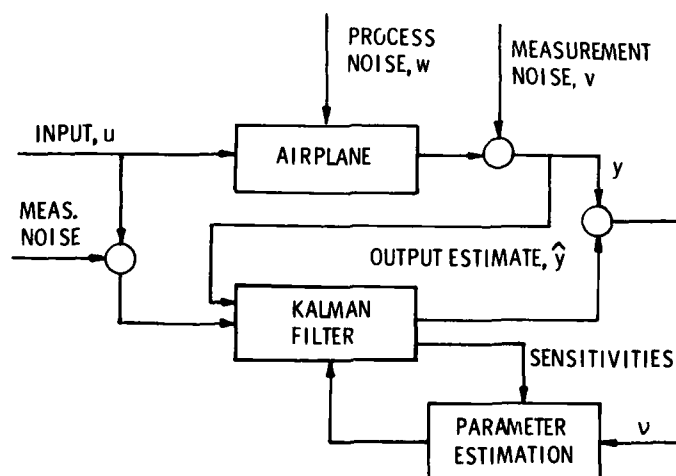 PROCESS
NOISE, w
MEASUREMENT
NOISE, v
INPUT, u
AIRPLANE
y
MEAS.
NOISE
OUTPUT ESTIMATE, ŷ
KALMAN
FILTER
SENSITIVITIES
PARAMETER
ESTIMATION
ν